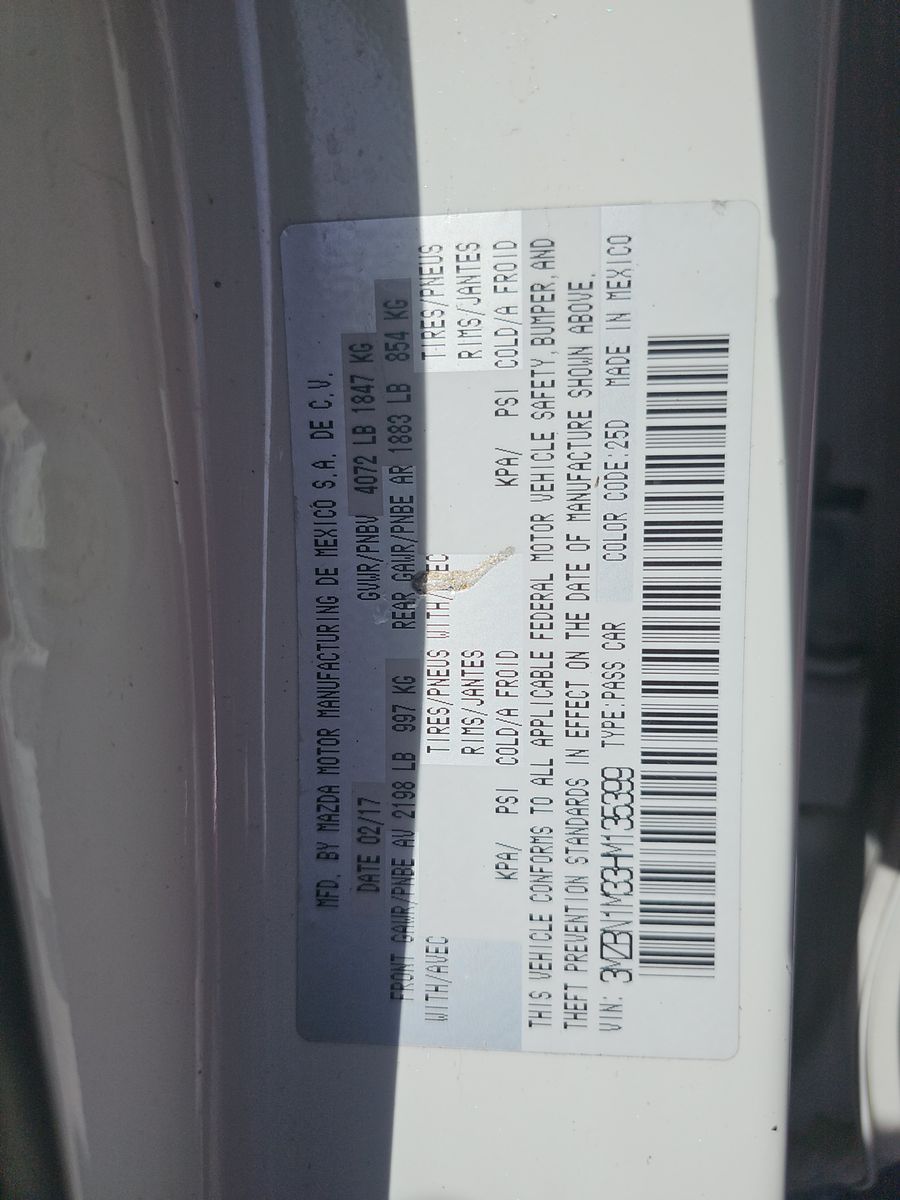 MFD. BY MAZDA MOTOR MANUFACTURING DE MEXICO S.A. DE C.V.
DATE 02/17 GVWR/PNBV 4072 LB 1847 KG
FRONT GAWR/PNBE AV 2198 LB 997 KG REAR GAWR/PNBE AR 1883 LB 854 KG
WITH/AVEC TIRES/PNEUS WITH/AVEC TIRES/PNEUS
RIMS/JANTES RIMS/JANTES
KPA/ PSI COLD/A FROID KPA/ PSI COLD/A FROID
THIS VEHICLE CONFORMS TO ALL APPLICABLE FEDERAL MOTOR VEHICLE SAFETY,BUMPER,AND
THEFT PREVENTION STANDARDS IN EFFECT ON THE DATE OF MANUFACTURE SHOWN ABOVE.
VIN: 3MZBN1M33HM135399 TYPE:PASS CAR COLOR CODE:25D MADE IN MEXICO